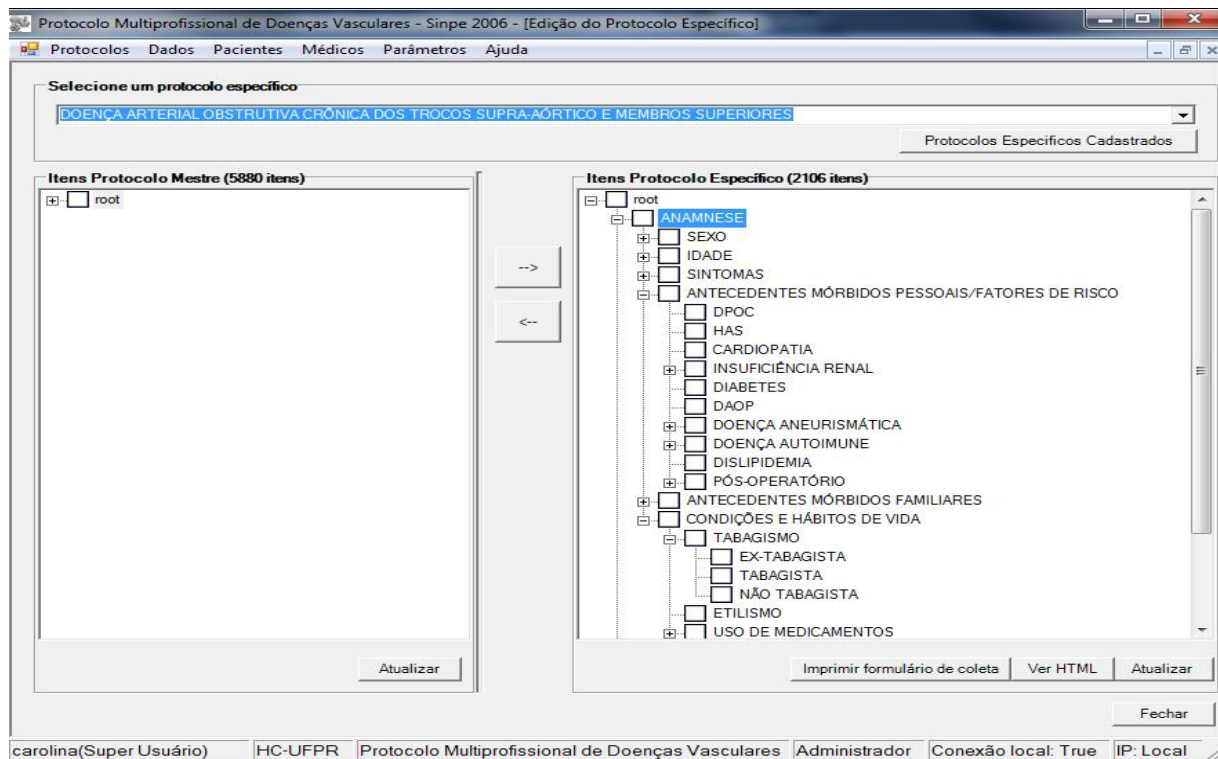 Protocolo Multiprofissional de Doenças Vasculares - Sinpe 2006 - [Edição do Protocolo Específico]
Protocolos Dados Pacientes Médicos Parâmetros Ajuda
Selecione um protocolo específico
DOENÇA ARTERIAL OBSTRUTIVA CRÔNICA DOS TROCOS SUPRA-AÓRTICO E MEMBROS SUPERIORES
Protocolos Especificos Cadastrados
Itens Protocolo Mestre (5880 itens)
root
Atualizar
-->
<--
Itens Protocolo Específico (2106 itens)
root
ANAMNESE
SEXO
IDADE
SINTOMAS
ANTECEDENTES MÓRBIDOS PESSOAIS/FATORES DE RISCO
DPOC
HAS
CARDIOPATIA
INSUFICIÊNCIA RENAL
DIABETES
DAOP
DOENÇA ANEURISMÁTICA
DOENÇA AUTOIMUNE
DISLIPIDEMIA
PÓS-OPERATÓRIO
ANTECEDENTES MÓRBIDOS FAMILIARES
CONDIÇÕES E HÁBITOS DE VIDA
TABAGISMO
EX-TABAGISTA
TABAGISTA
NÃO TABAGISTA
ETILISMO
USO DE MEDICAMENTOS
Imprimir formulário de coleta Ver HTML Atualizar
Fechar
carolina(Super Usuário) HC-UFPR Protocolo Multiprofissional de Doenças Vasculares Administrador Conexão local: True IP: Local